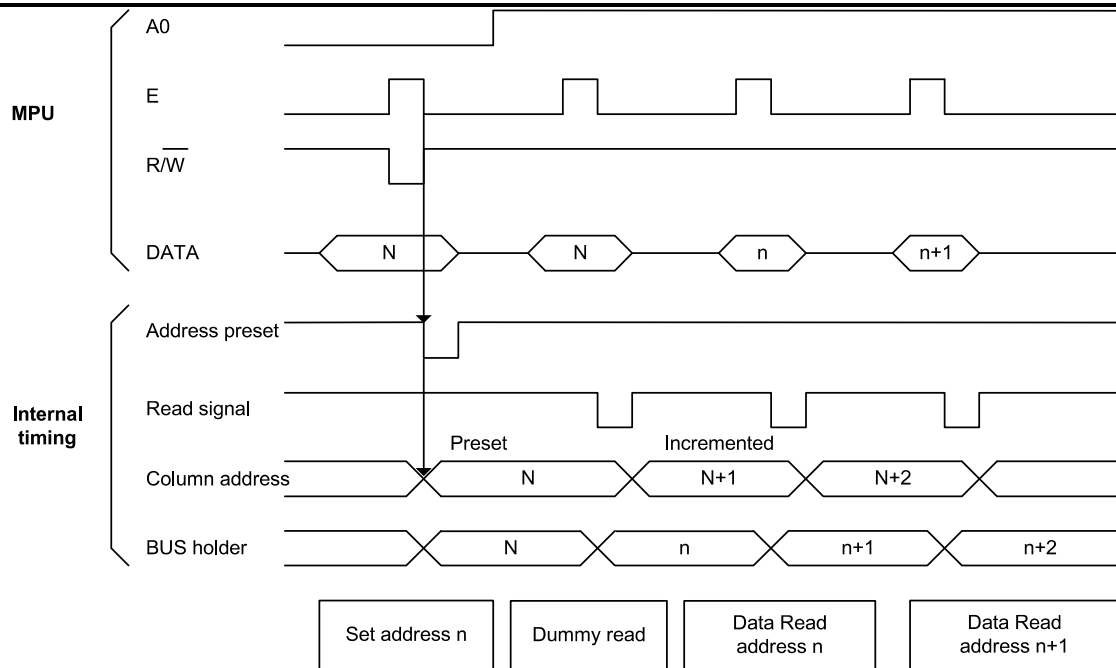 MPU
A0
E
R/W
DATA
N
N
n
n+1
Internal
timing
Address preset
Read signal
Preset
Incremented
Column address
N
N+1
N+2
BUS holder
N
n
n+1
n+2
Set address n
Dummy read
Data Read
address n
Data Read
address n+1